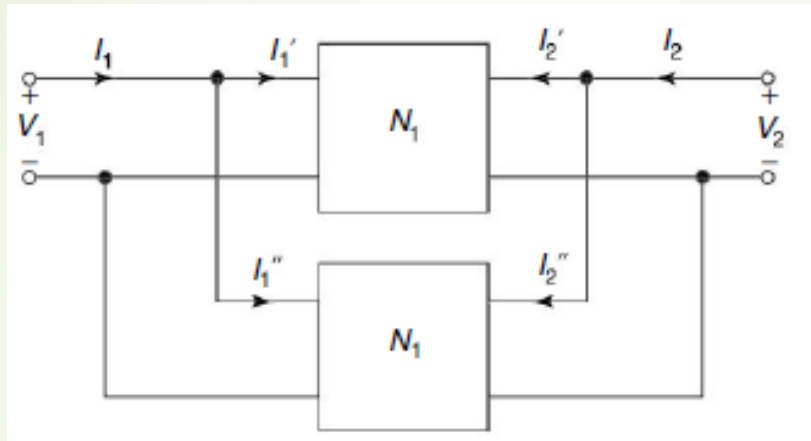 I₁ I₁′ I₂′ I₂
+ N₁ +
V₁ V₂
− −
I₁″ I₂″
N₁